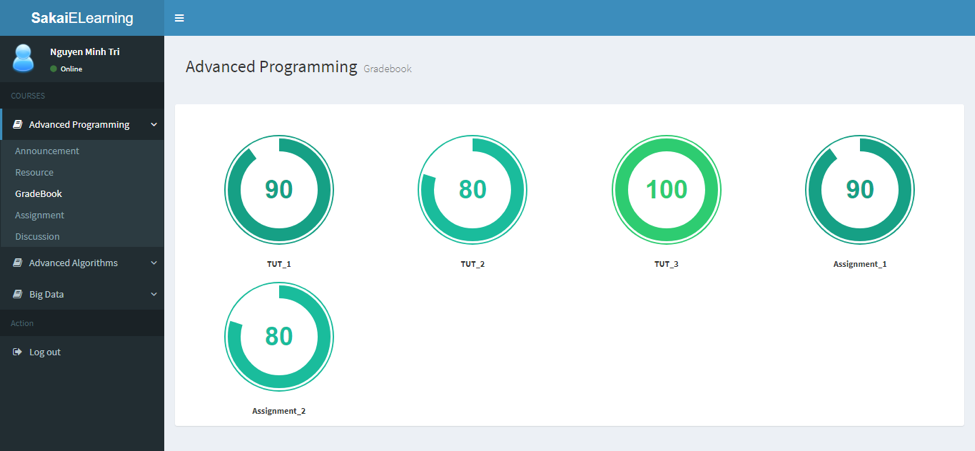 SakaiELearning
Nguyen Minh Tri
Online
COURSES
Advanced Programming
Announcement
Resource
GradeBook
Assignment
Discussion
Advanced Algorithms
Big Data
Action
Log out
Advanced Programming Gradebook
90
80
100
90
TUT_1
TUT_2
TUT_3
Assignment_1
80
Assignment_2